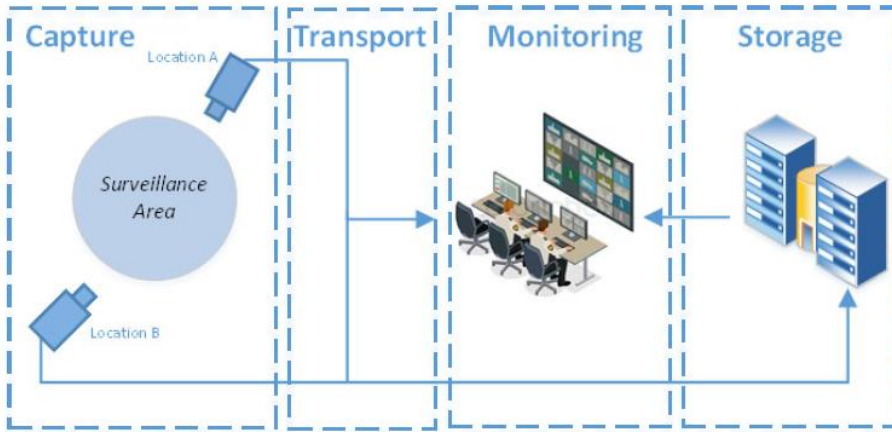 Capture
Transport
Monitoring
Storage
Location A
Surveillance
Area
Location B